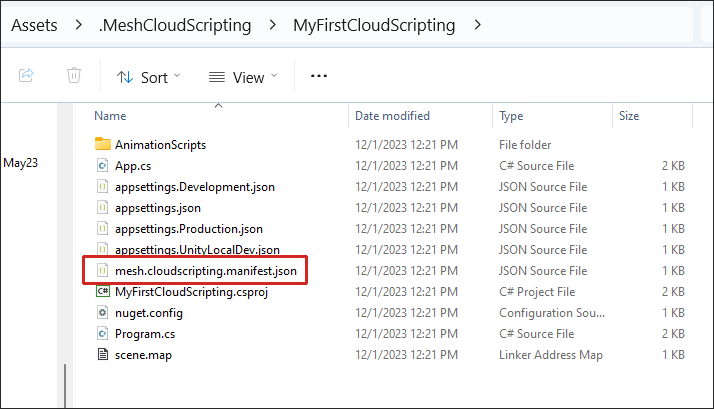 Assets > .MeshCloudScripting > MyFirstCloudScripting >
Sort View ...
Name Date modified Type Size
AnimationScripts 12/1/2023 12:21 PM File folder
May23 App.cs 12/1/2023 12:21 PM C# Source File 2 KB
appsettings.Development.json 12/1/2023 12:21 PM JSON Source File 1 KB
appsettings.json 12/1/2023 12:21 PM JSON Source File 1 KB
appsettings.Production.json 12/1/2023 12:21 PM JSON Source File 1 KB
appsettings.UnityLocalDev.json 12/1/2023 12:21 PM JSON Source File 1 KB
mesh.cloudscripting.manifest.json 12/1/2023 12:21 PM JSON Source File 1 KB
C# MyFirstCloudScripting.csproj 12/1/2023 12:21 PM C# Project File 2 KB
nuget.config 12/1/2023 12:21 PM Configuration Sou... 1 KB
Program.cs 12/1/2023 12:21 PM C# Source File 2 KB
scene.map 12/1/2023 12:21 PM Linker Address Map 1 KB